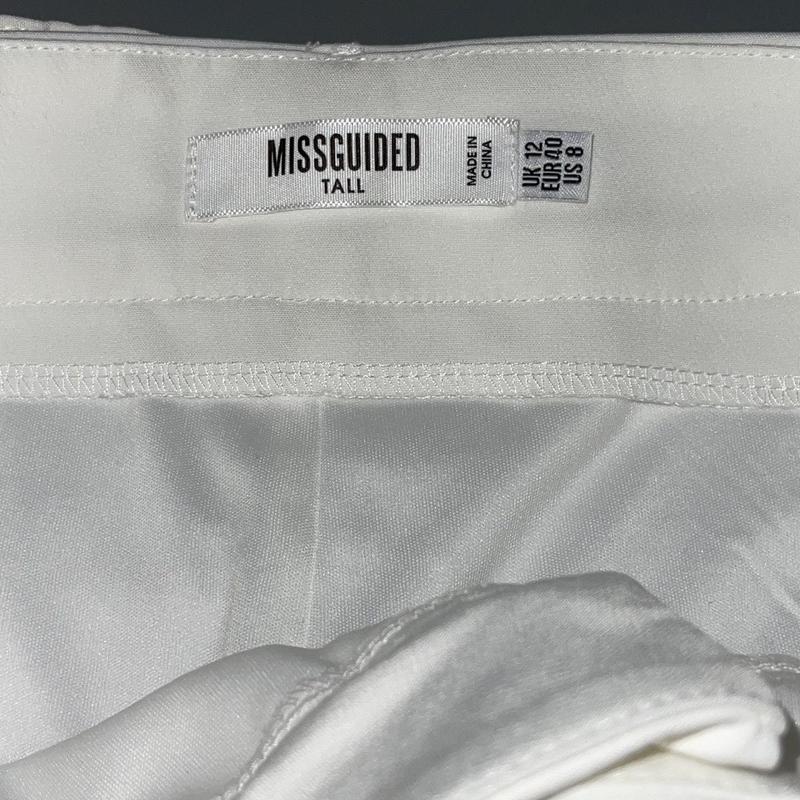 MISSGUIDED
TALL
MADE IN
CHINA
UK 12
EUR 40
US 8